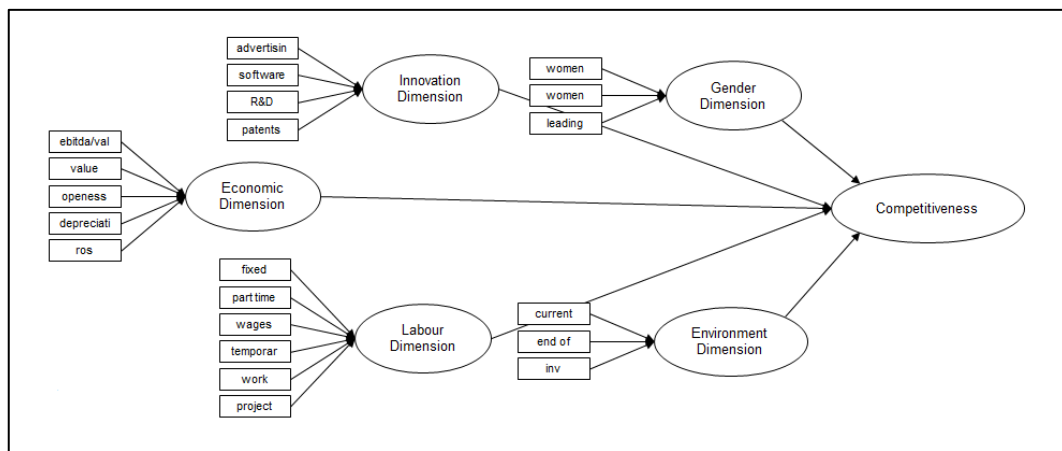 advertisin
software
R&D
patents
Innovation
Dimension
women
women
leading
Gender
Dimension
ebitda/val
value
openess
depreciati
ros
Economic
Dimension
Competitiveness
fixed
part time
wages
temporar
work
project
Labour
Dimension
current
end of
inv
Environment
Dimension